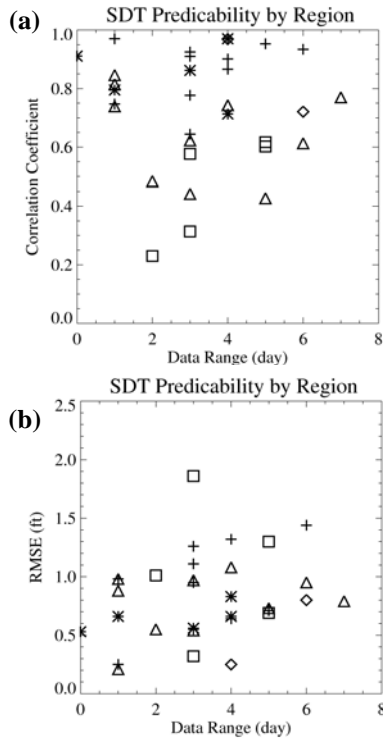 (a)
SDT Predicability by Region
1.0
0.8
0.6
0.4
0.2
0.0
Correlation Coefficient
0 2 4 6 8
Data Range (day)
(b)
SDT Predicability by Region
2.5
2.0
1.5
1.0
0.5
0.0
RMSE (ft)
0 2 4 6 8
Data Range (day)